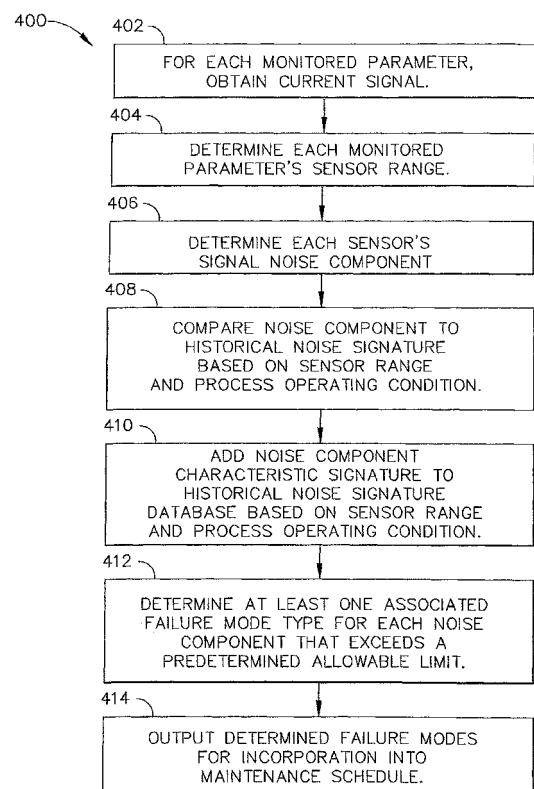 400
402
FOR EACH MONITORED PARAMETER,
OBTAIN CURRENT SIGNAL.
404
DETERMINE EACH MONITORED
PARAMETER'S SENSOR RANGE.
406
DETERMINE EACH SENSOR'S
SIGNAL NOISE COMPONENT
408
COMPARE NOISE COMPONENT TO
HISTORICAL NOISE SIGNATURE
BASED ON SENSOR RANGE
AND PROCESS OPERATING CONDITION.
410
ADD NOISE COMPONENT
CHARACTERISTIC SIGNATURE TO
HISTORICAL NOISE SIGNATURE
DATABASE BASED ON SENSOR RANGE
AND PROCESS OPERATING CONDITION.
412
DETERMINE AT LEAST ONE ASSOCIATED
FAILURE MODE TYPE FOR EACH NOISE
COMPONENT THAT EXCEEDS A
PREDETERMINED ALLOWABLE LIMIT.
414
OUTPUT DETERMINED FAILURE MODES
FOR INCORPORATION INTO
MAINTENANCE SCHEDULE.